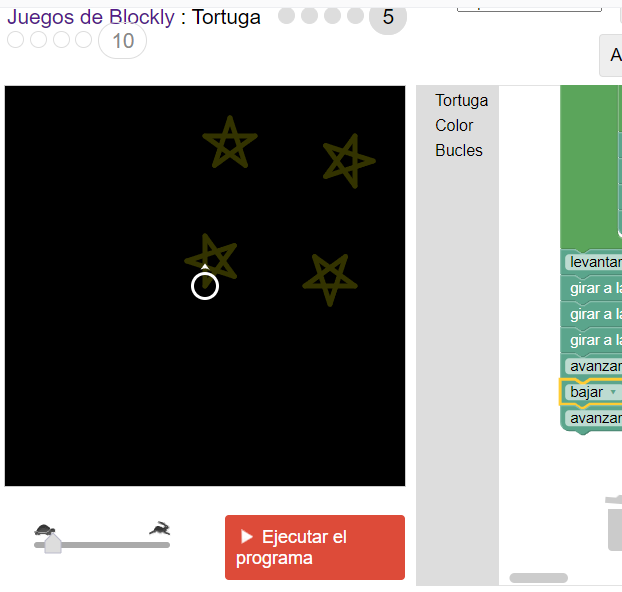 Juegos de Blockly : Tortuga
5
10
A
Tortuga
Color
Bucles
levantar
girar a la
girar a la
girar a la
avanzar
bajar
avanzar
Ejecutar el
programa